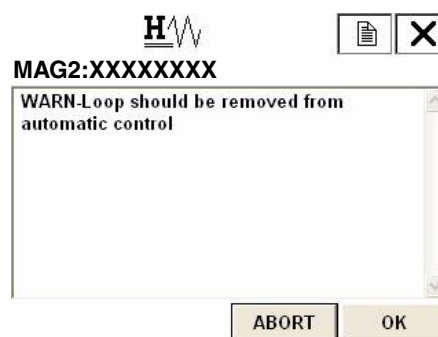 H
MAG2:XXXXXXXX
WARN-Loop should be removed from
automatic control
ABORT OK